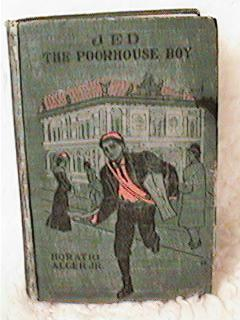 JED
THE POORHOUSE BOY
HORATIO
ALGER JR.